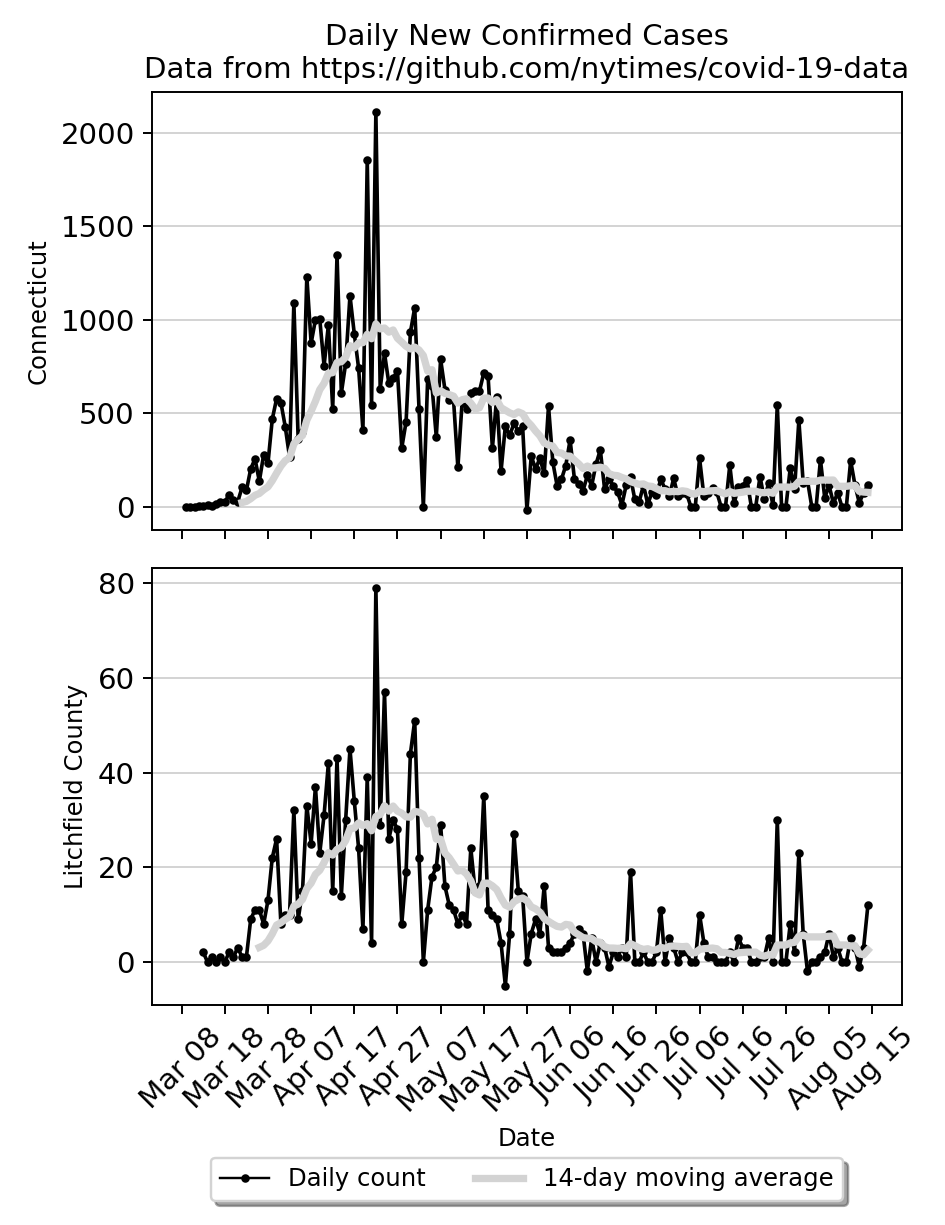 Daily New Confirmed Cases
Data from https://github.com/nytimes/covid-19-data
Connecticut
2000
1500
1000
500
0
Litchfield County
80
60
40
20
0
Mar 08
Mar 18
Mar 28
Apr 07
Apr 17
Apr 27
May 07
May 17
May 27
Jun 06
Jun 16
Jun 26
Jul 06
Jul 16
Jul 26
Aug 05
Aug 15
Date
Daily count
14-day moving average